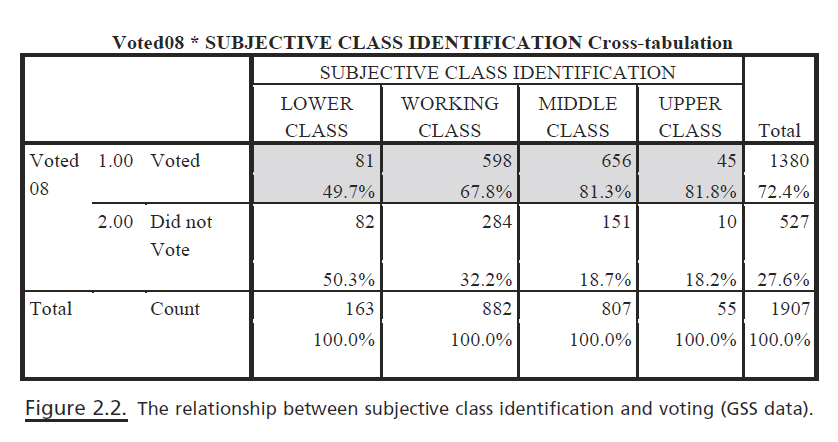 Voted08 * SUBJECTIVE CLASS IDENTIFICATION Cross-tabulation
SUBJECTIVE CLASS IDENTIFICATION
LOWER CLASS WORKING CLASS MIDDLE CLASS UPPER CLASS Total
Voted 08 1.00 Voted 81 598 656 45 1380
49.7% 67.8% 81.3% 81.8% 72.4%
2.00 Did not Vote 82 284 151 10 527
50.3% 32.2% 18.7% 18.2% 27.6%
Total Count 163 882 807 55 1907
100.0% 100.0% 100.0% 100.0% 100.0%
Figure 2.2. The relationship between subjective class identification and voting (GSS data).